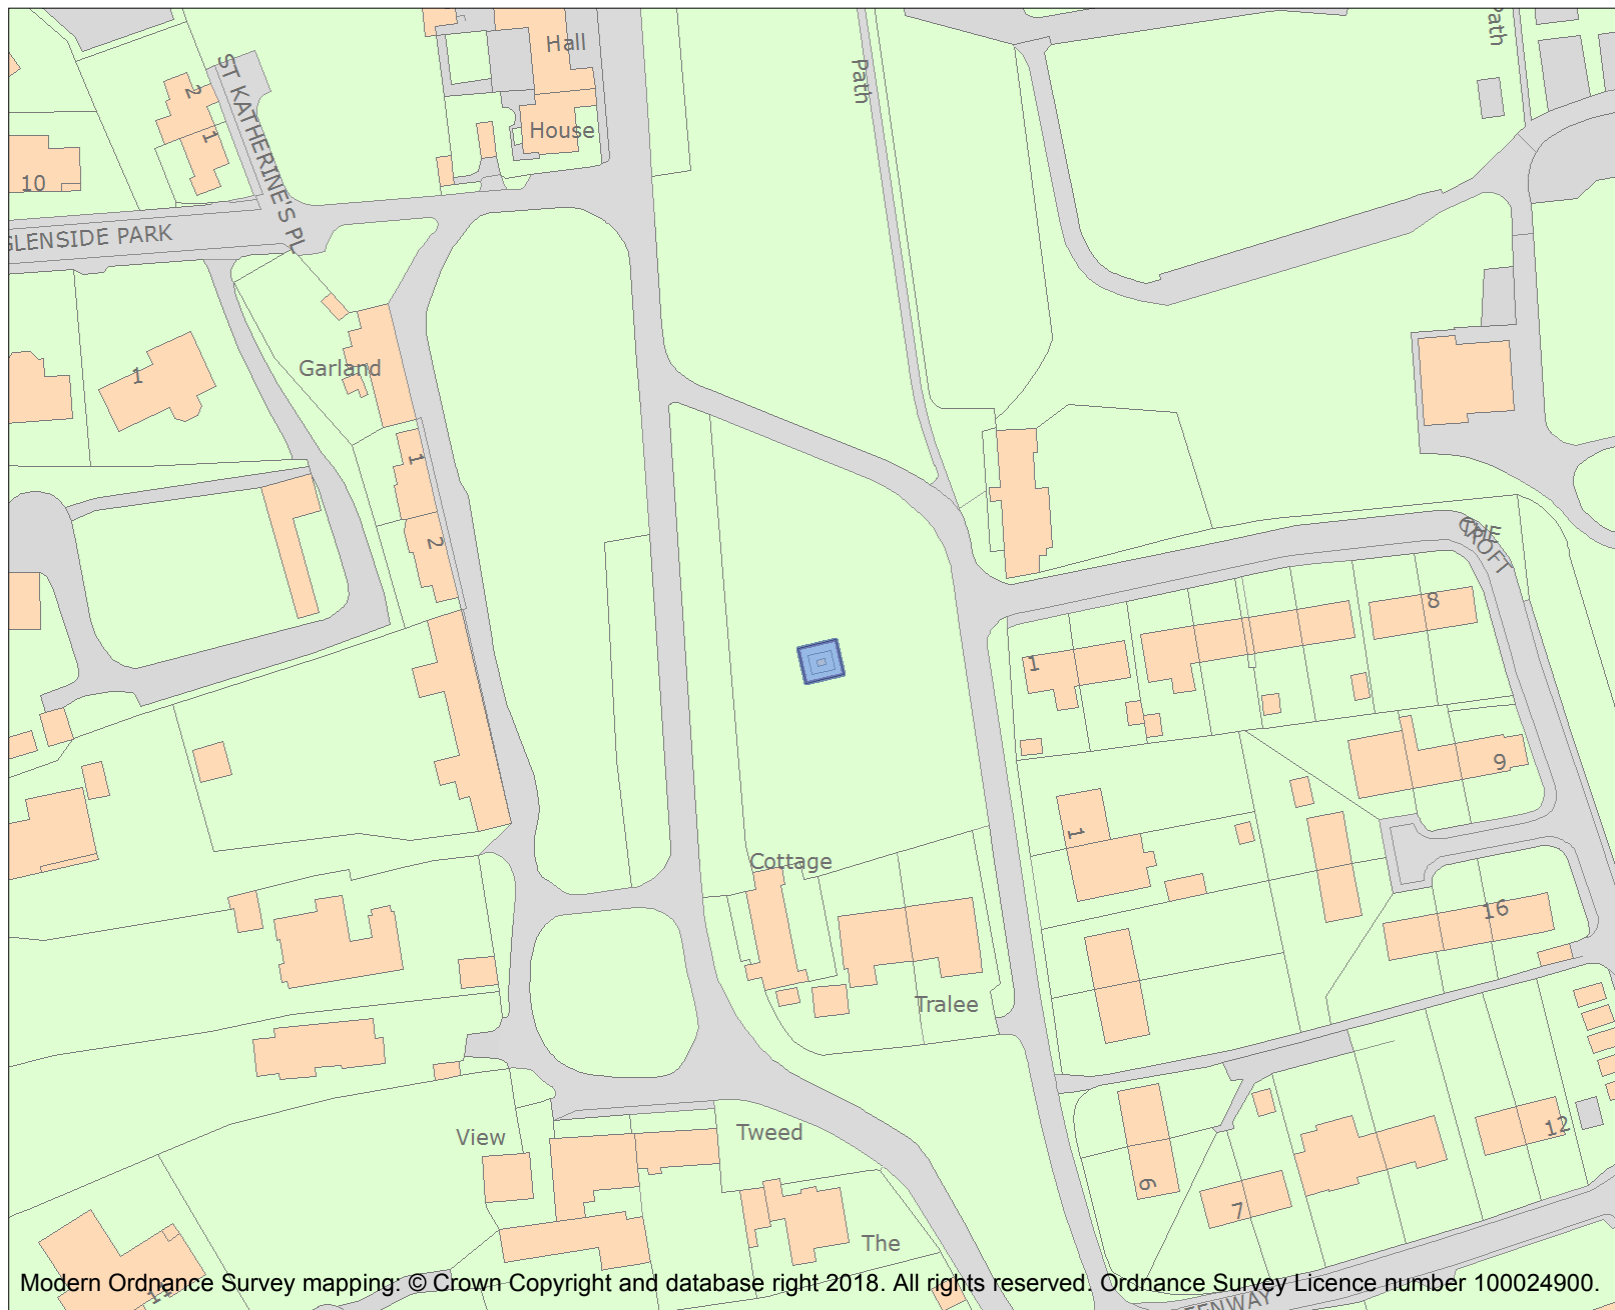 Hall
Path
Path
ST KATHERINE'S PL
2
1
House
10
GLENSIDE PARK
Garland
1
1
2
THE
CROFT
8
1
9
1
Cottage
16
Tralee
View
Tweed
12
6
7
The
Modern Ordnance Survey mapping: © Crown Copyright and database right 2018. All rights reserved. Ordnance Survey Licence number 100024900.